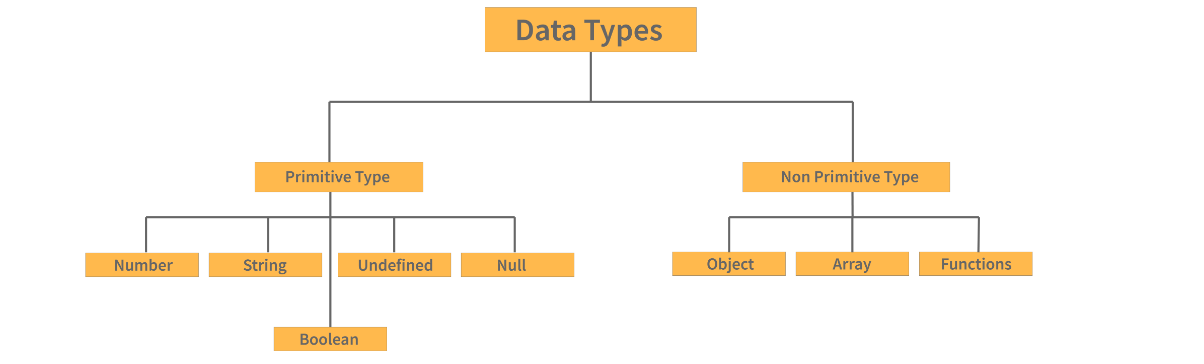 Data Types
Primitive Type
Non Primitive Type
Number
String
Undefined
Null
Object
Array
Functions
Boolean